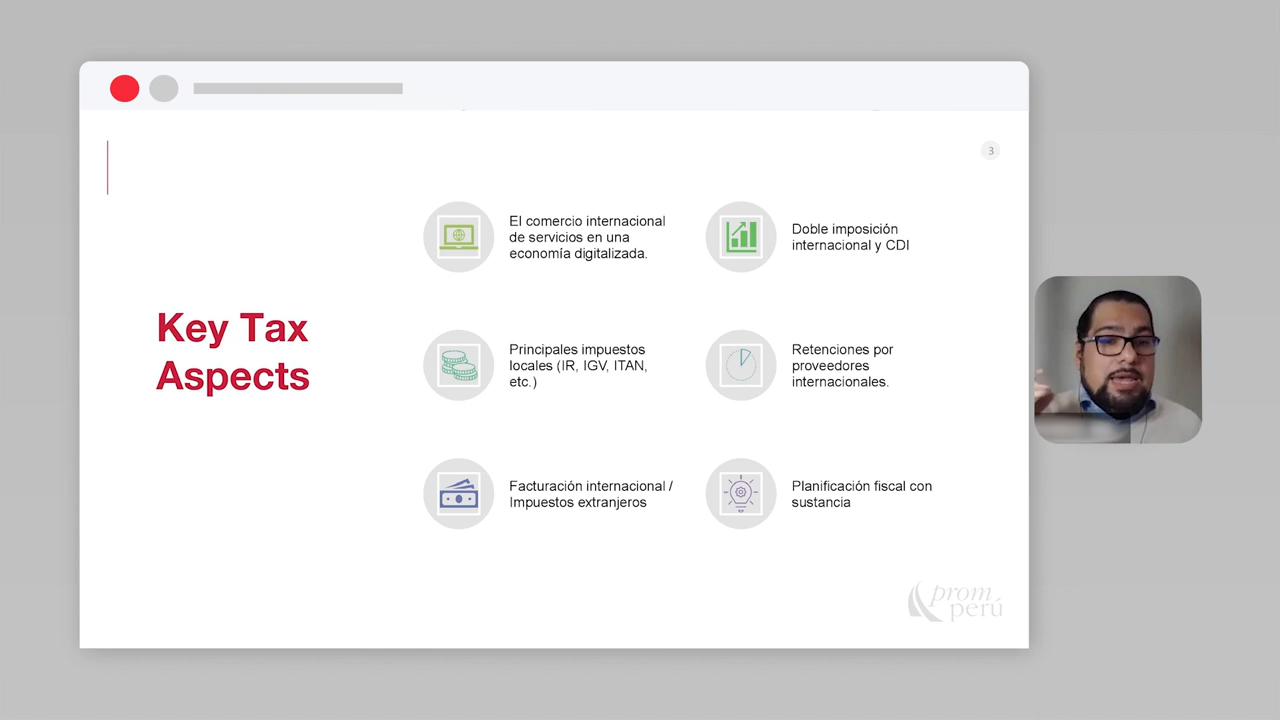 3
Key Tax
Aspects
El comercio internacional
de servicios en una
economía digitalizada.
Doble imposición
internacional y CDI
Principales impuestos
locales (IR, IGV, ITAN,
etc.)
Retenciones por
proveedores
internacionales.
Facturación internacional /
Impuestos extranjeros
Planificación fiscal con
sustancia
prom
perú